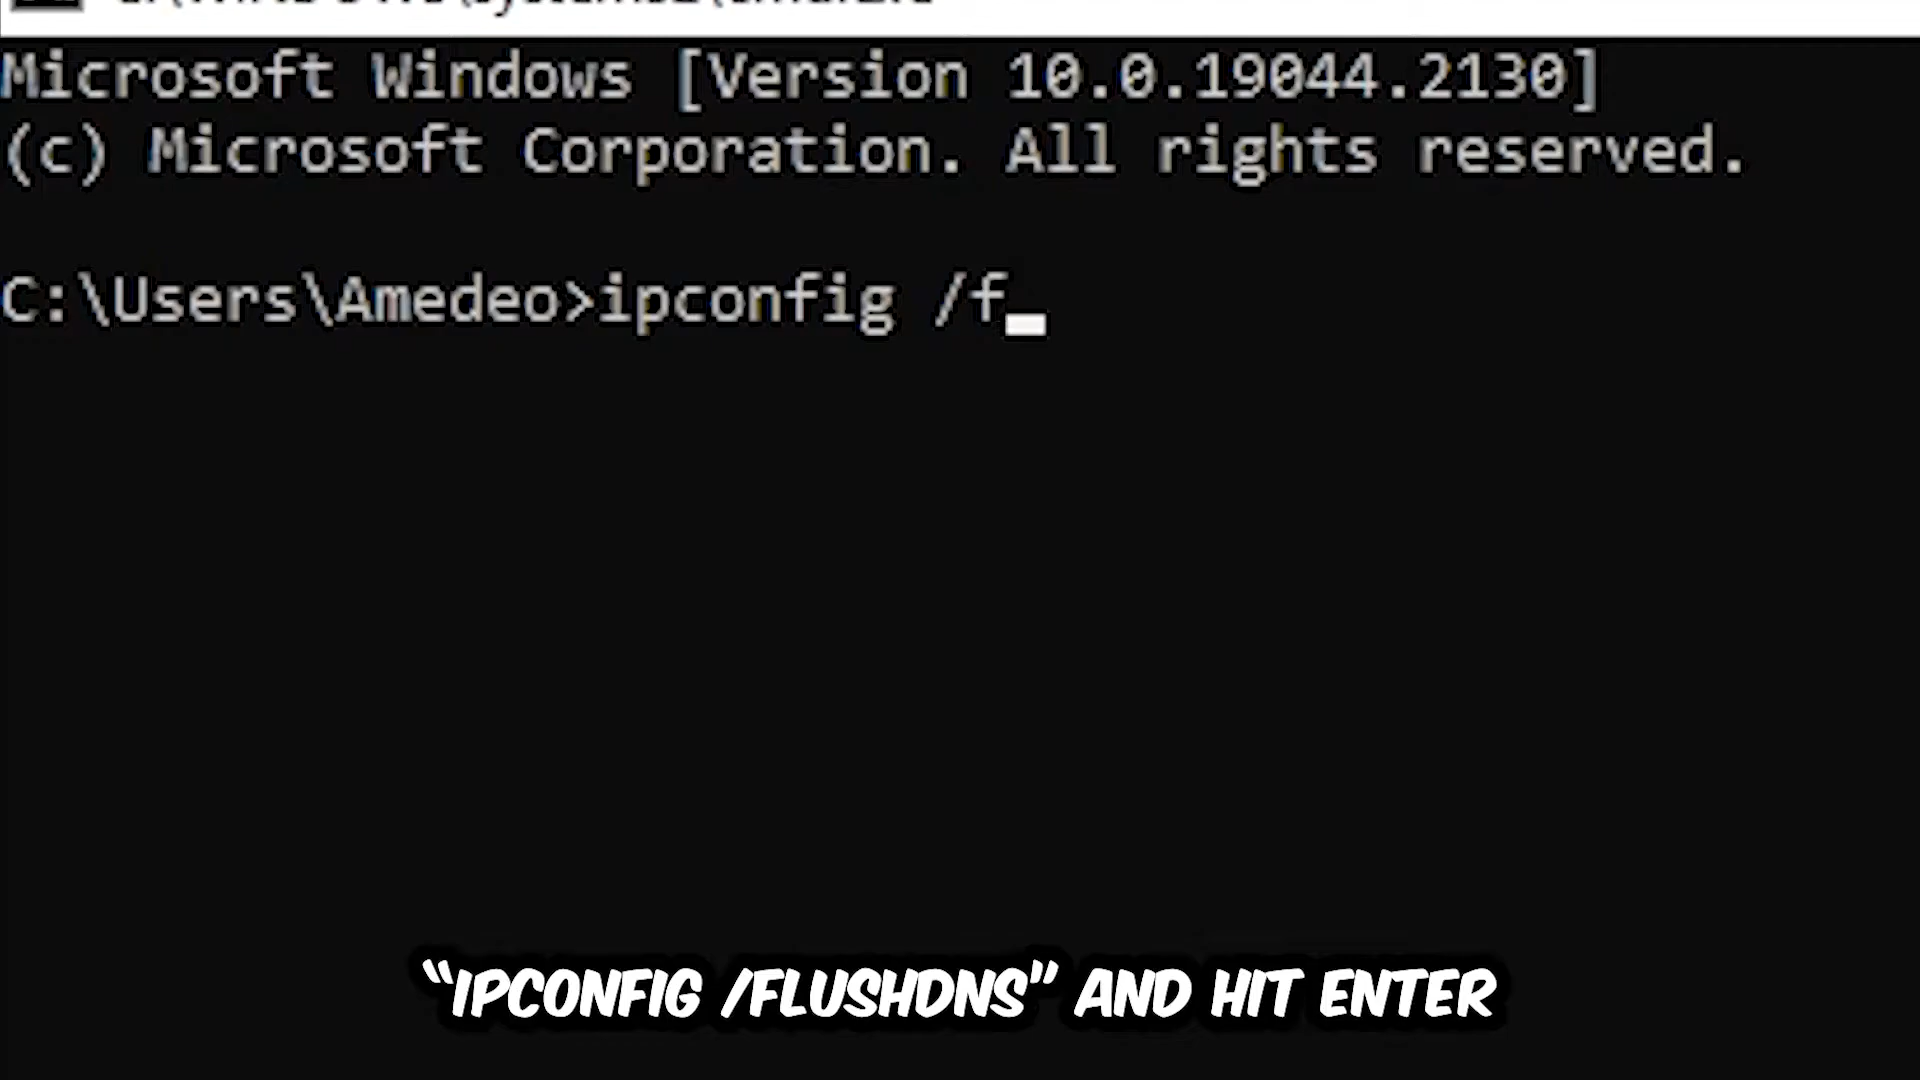 Microsoft Windows [Version 10.0.19044.2130]
(c) Microsoft Corporation. All rights reserved.
C:\Users\Amedeo>ipconfig /f
“IPCONFIG /FLUSHDNS” AND HIT ENTER